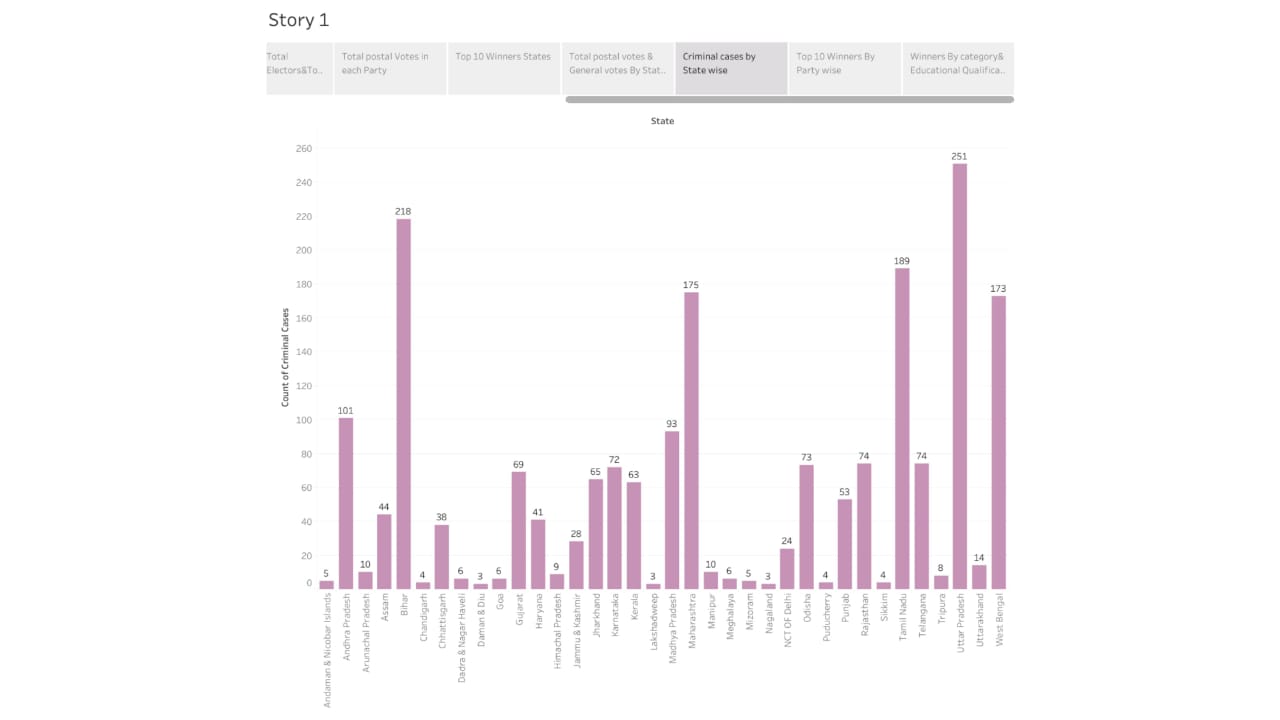 Story 1
Total
Electors&To..
Total postal Votes in
each Party
Top 10 Winners States
Total postal votes &
General votes By Stat..
Criminal cases by
State wise
Top 10 Winners By
Party wise
Winners By category&
Educational Qualifica..
State
Count of Criminal Cases
260
240
220
200
180
160
140
120
100
80
60
40
20
0
5
101
10
44
218
4
38
6
3
6
69
41
9
28
65
72
63
3
93
175
10
6
5
3
24
73
4
53
74
4
189
74
8
251
14
173
Andaman & Nicobar Islands
Andhra Pradesh
Arunachal Pradesh
Assam
Bihar
Chandigarh
Chhattisgarh
Dadra & Nagar Haveli
Daman & Diu
Goa
Gujarat
Haryana
Himachal Pradesh
Jammu & Kashmir
Jharkhand
Karnataka
Kerala
Lakshadweep
Madhya Pradesh
Maharashtra
Manipur
Meghalaya
Mizoram
Nagaland
NCT OF Delhi
Odisha
Puducherry
Punjab
Rajasthan
Sikkim
Tamil Nadu
Telangana
Tripura
Uttar Pradesh
Uttarakhand
West Bengal